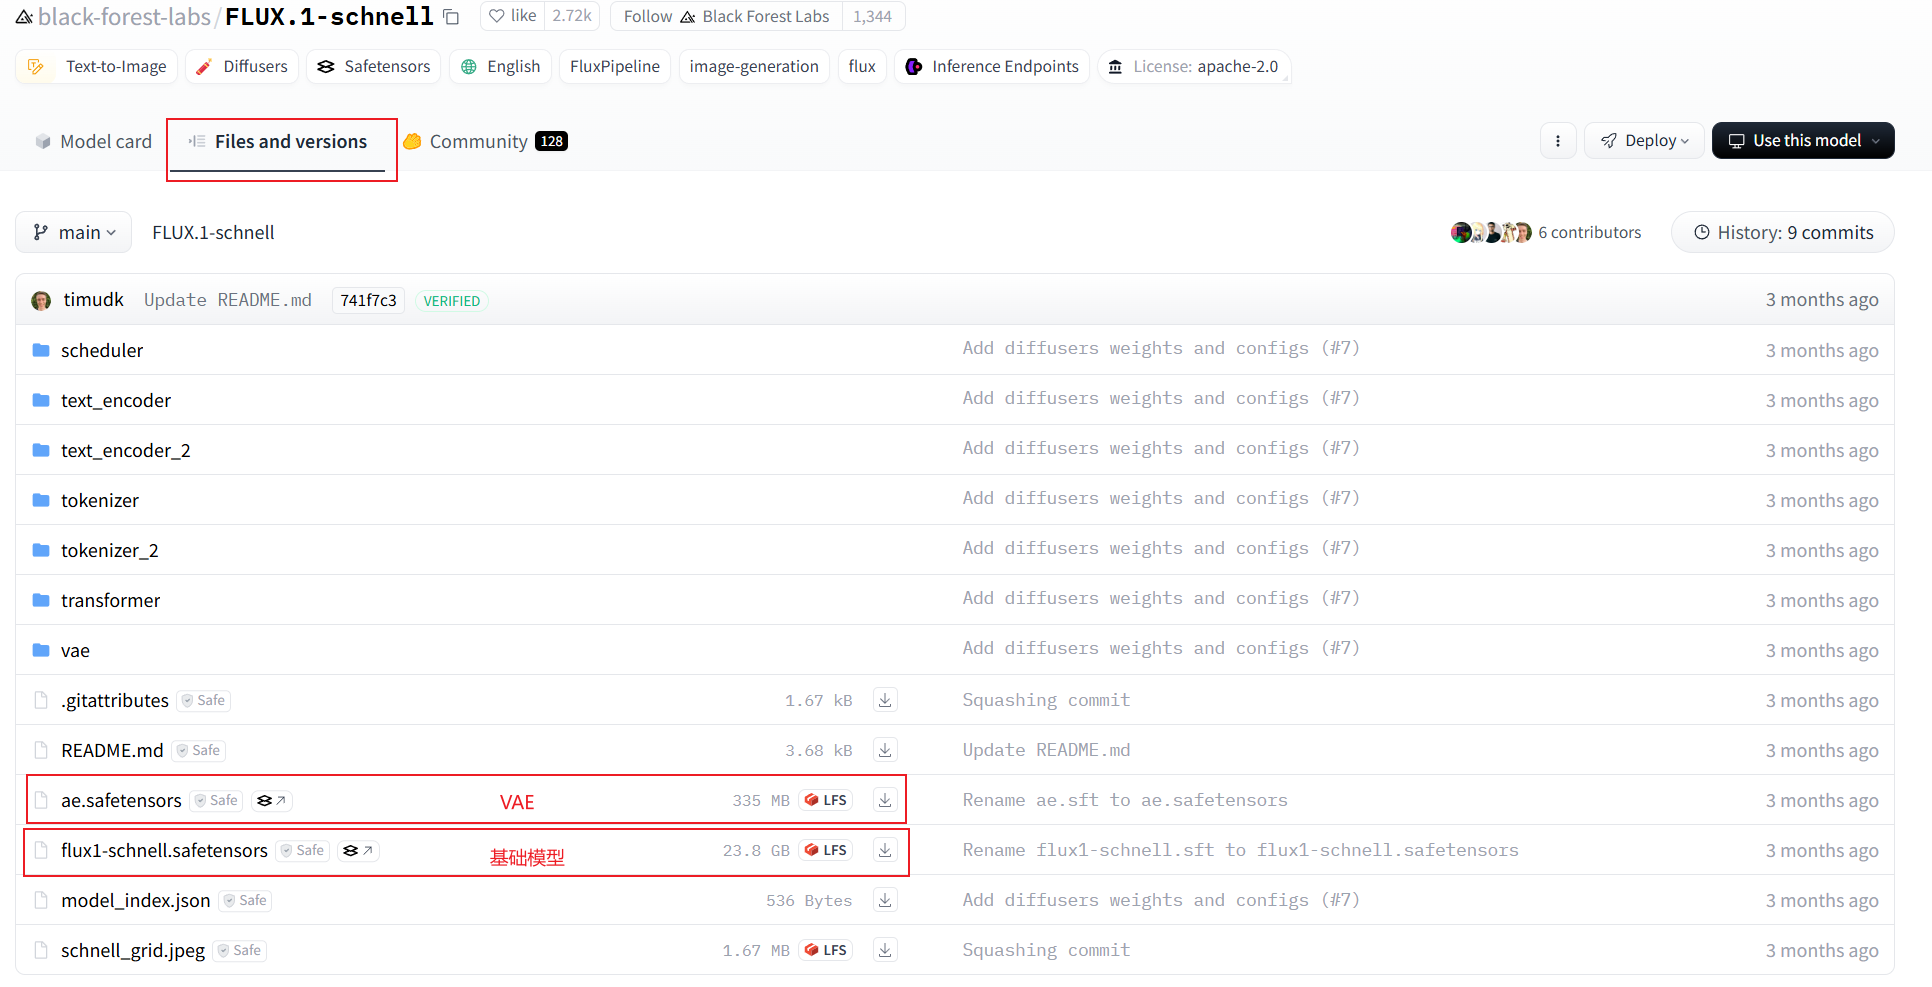 black-forest-labs/FLUX.1-schnell like 2.72k Follow Black Forest Labs 1,344
Text-to-Image Diffusers Safetensors English FluxPipeline image-generation flux Inference Endpoints License: apache-2.0
Model card Files and versions Community 128 Deploy Use this model
main FLUX.1-schnell 6 contributors History: 9 commits
timudk Update README.md 741f7c3 VERIFIED 3 months ago
scheduler Add diffusers weights and configs (#7) 3 months ago
text_encoder Add diffusers weights and configs (#7) 3 months ago
text_encoder_2 Add diffusers weights and configs (#7) 3 months ago
tokenizer Add diffusers weights and configs (#7) 3 months ago
tokenizer_2 Add diffusers weights and configs (#7) 3 months ago
transformer Add diffusers weights and configs (#7) 3 months ago
vae Add diffusers weights and configs (#7) 3 months ago
.gitattributes Safe 1.67 kB Squashing commit 3 months ago
README.md Safe 3.68 kB Update README.md 3 months ago
ae.safetensors Safe VAE 335 MB LFS Rename ae.sft to ae.safetensors 3 months ago
flux1-schnell.safetensors Safe 基础模型 23.8 GB LFS Rename flux1-schnell.sft to flux1-schnell.safetensors 3 months ago
model_index.json Safe 536 Bytes Add diffusers weights and configs (#7) 3 months ago
schnell_grid.jpeg Safe 1.67 MB LFS Squashing commit 3 months ago